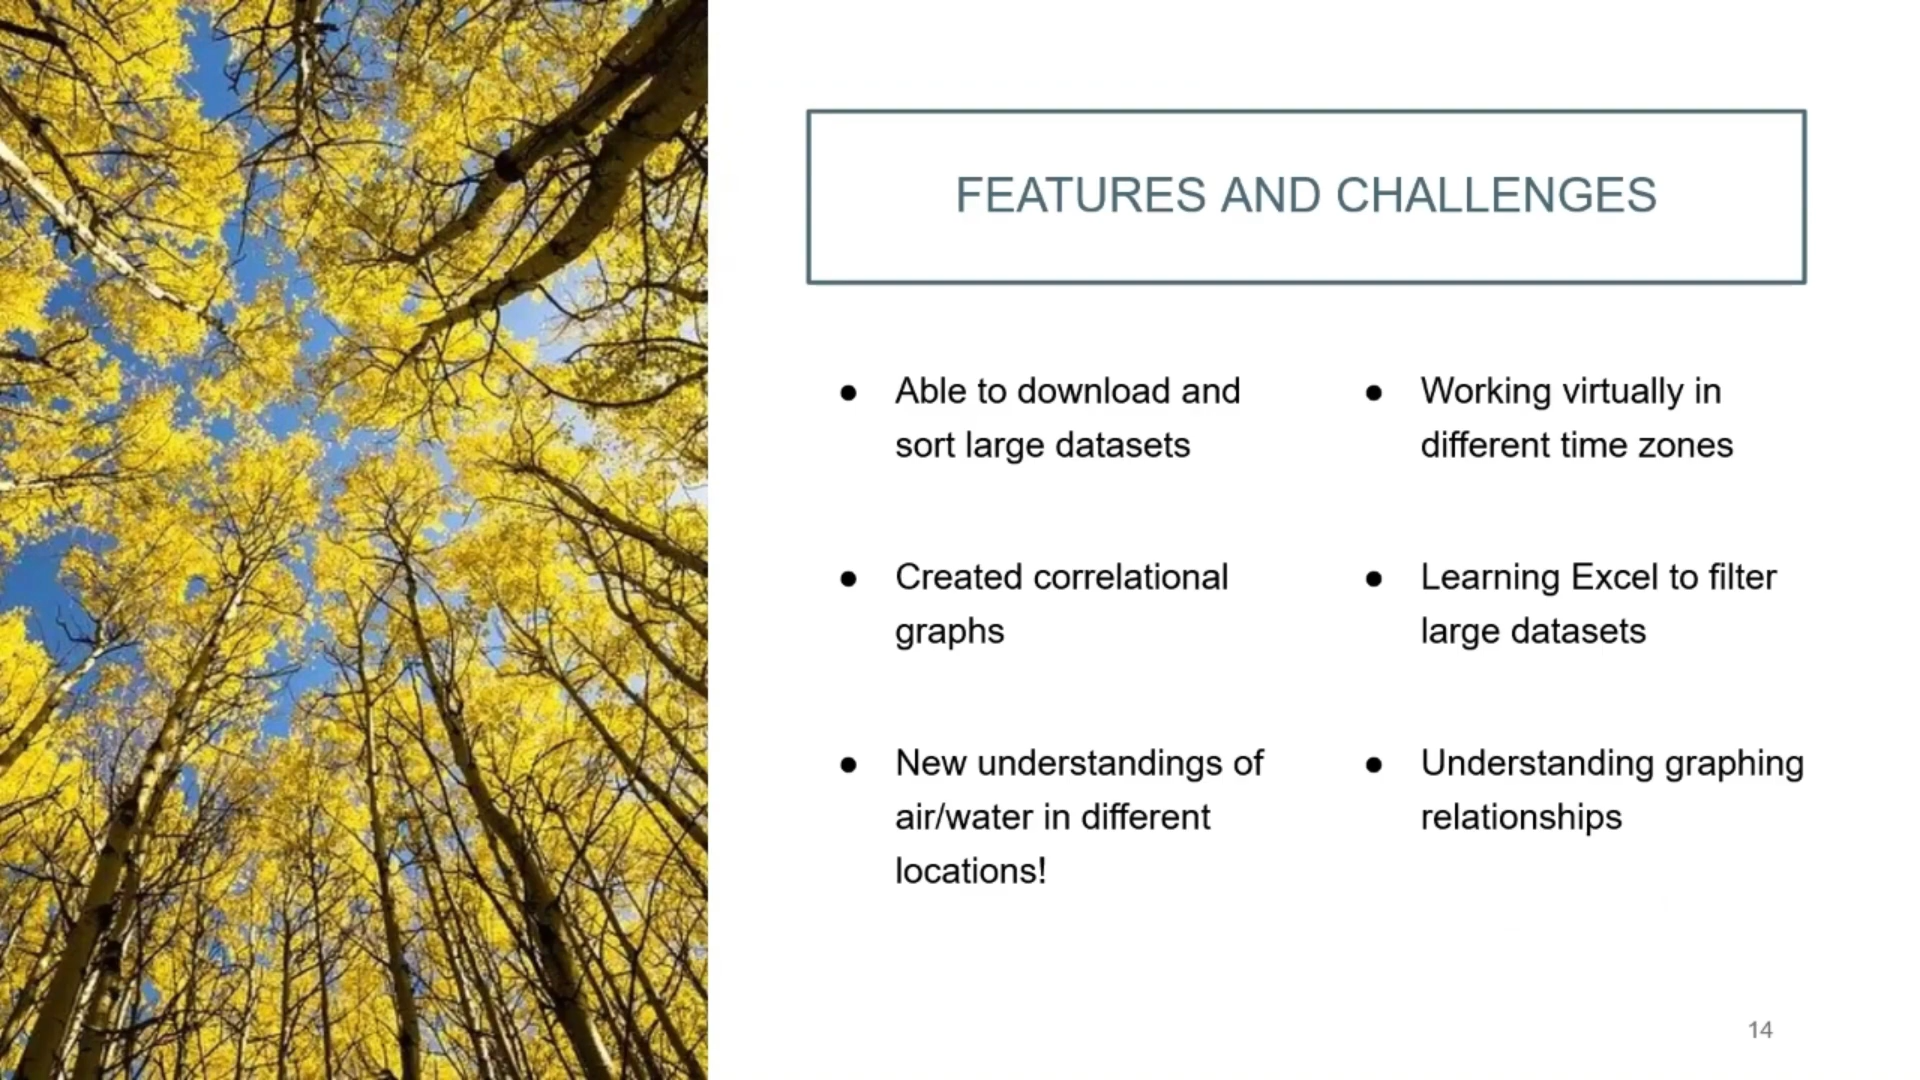 FEATURES AND CHALLENGES
● Able to download and
sort large datasets
● Created correlational
graphs
● New understandings of
air/water in different
locations!
● Working virtually in
different time zones
● Learning Excel to filter
large datasets
● Understanding graphing
relationships
14